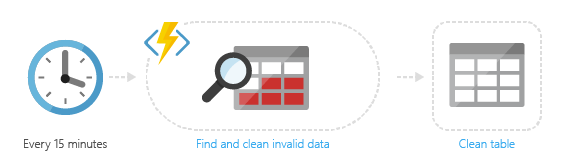 Every 15 minutes
Find and clean invalid data
Clean table